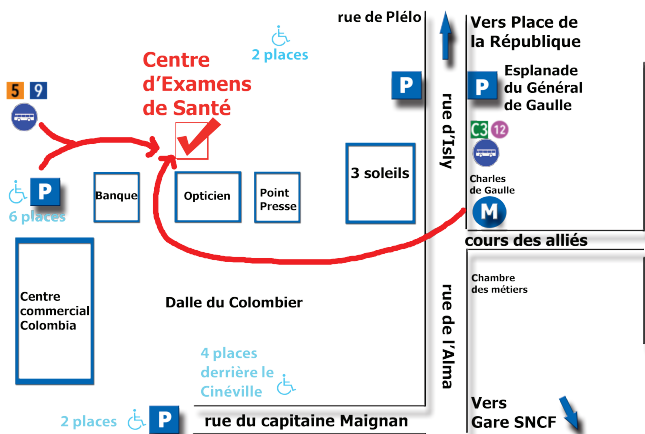 rue de Plélo
Vers Place de
la République
2 places
Centre
d'Examens
de Santé
P
P
Esplanade
du Général
de Gaulle
rue d'Isly
5 9
C3 12
3 soleils
Charles
de Gaulle
M
P
6 places
Banque
Opticien
Point
Presse
cours des alliés
Centre
commercial
Colombia
Dalle du Colombier
rue de l'Alma
Chambre
des métiers
4 places
derrière le
Cinéville
2 places
P
rue du capitaine Maignan
Vers
Gare SNCF